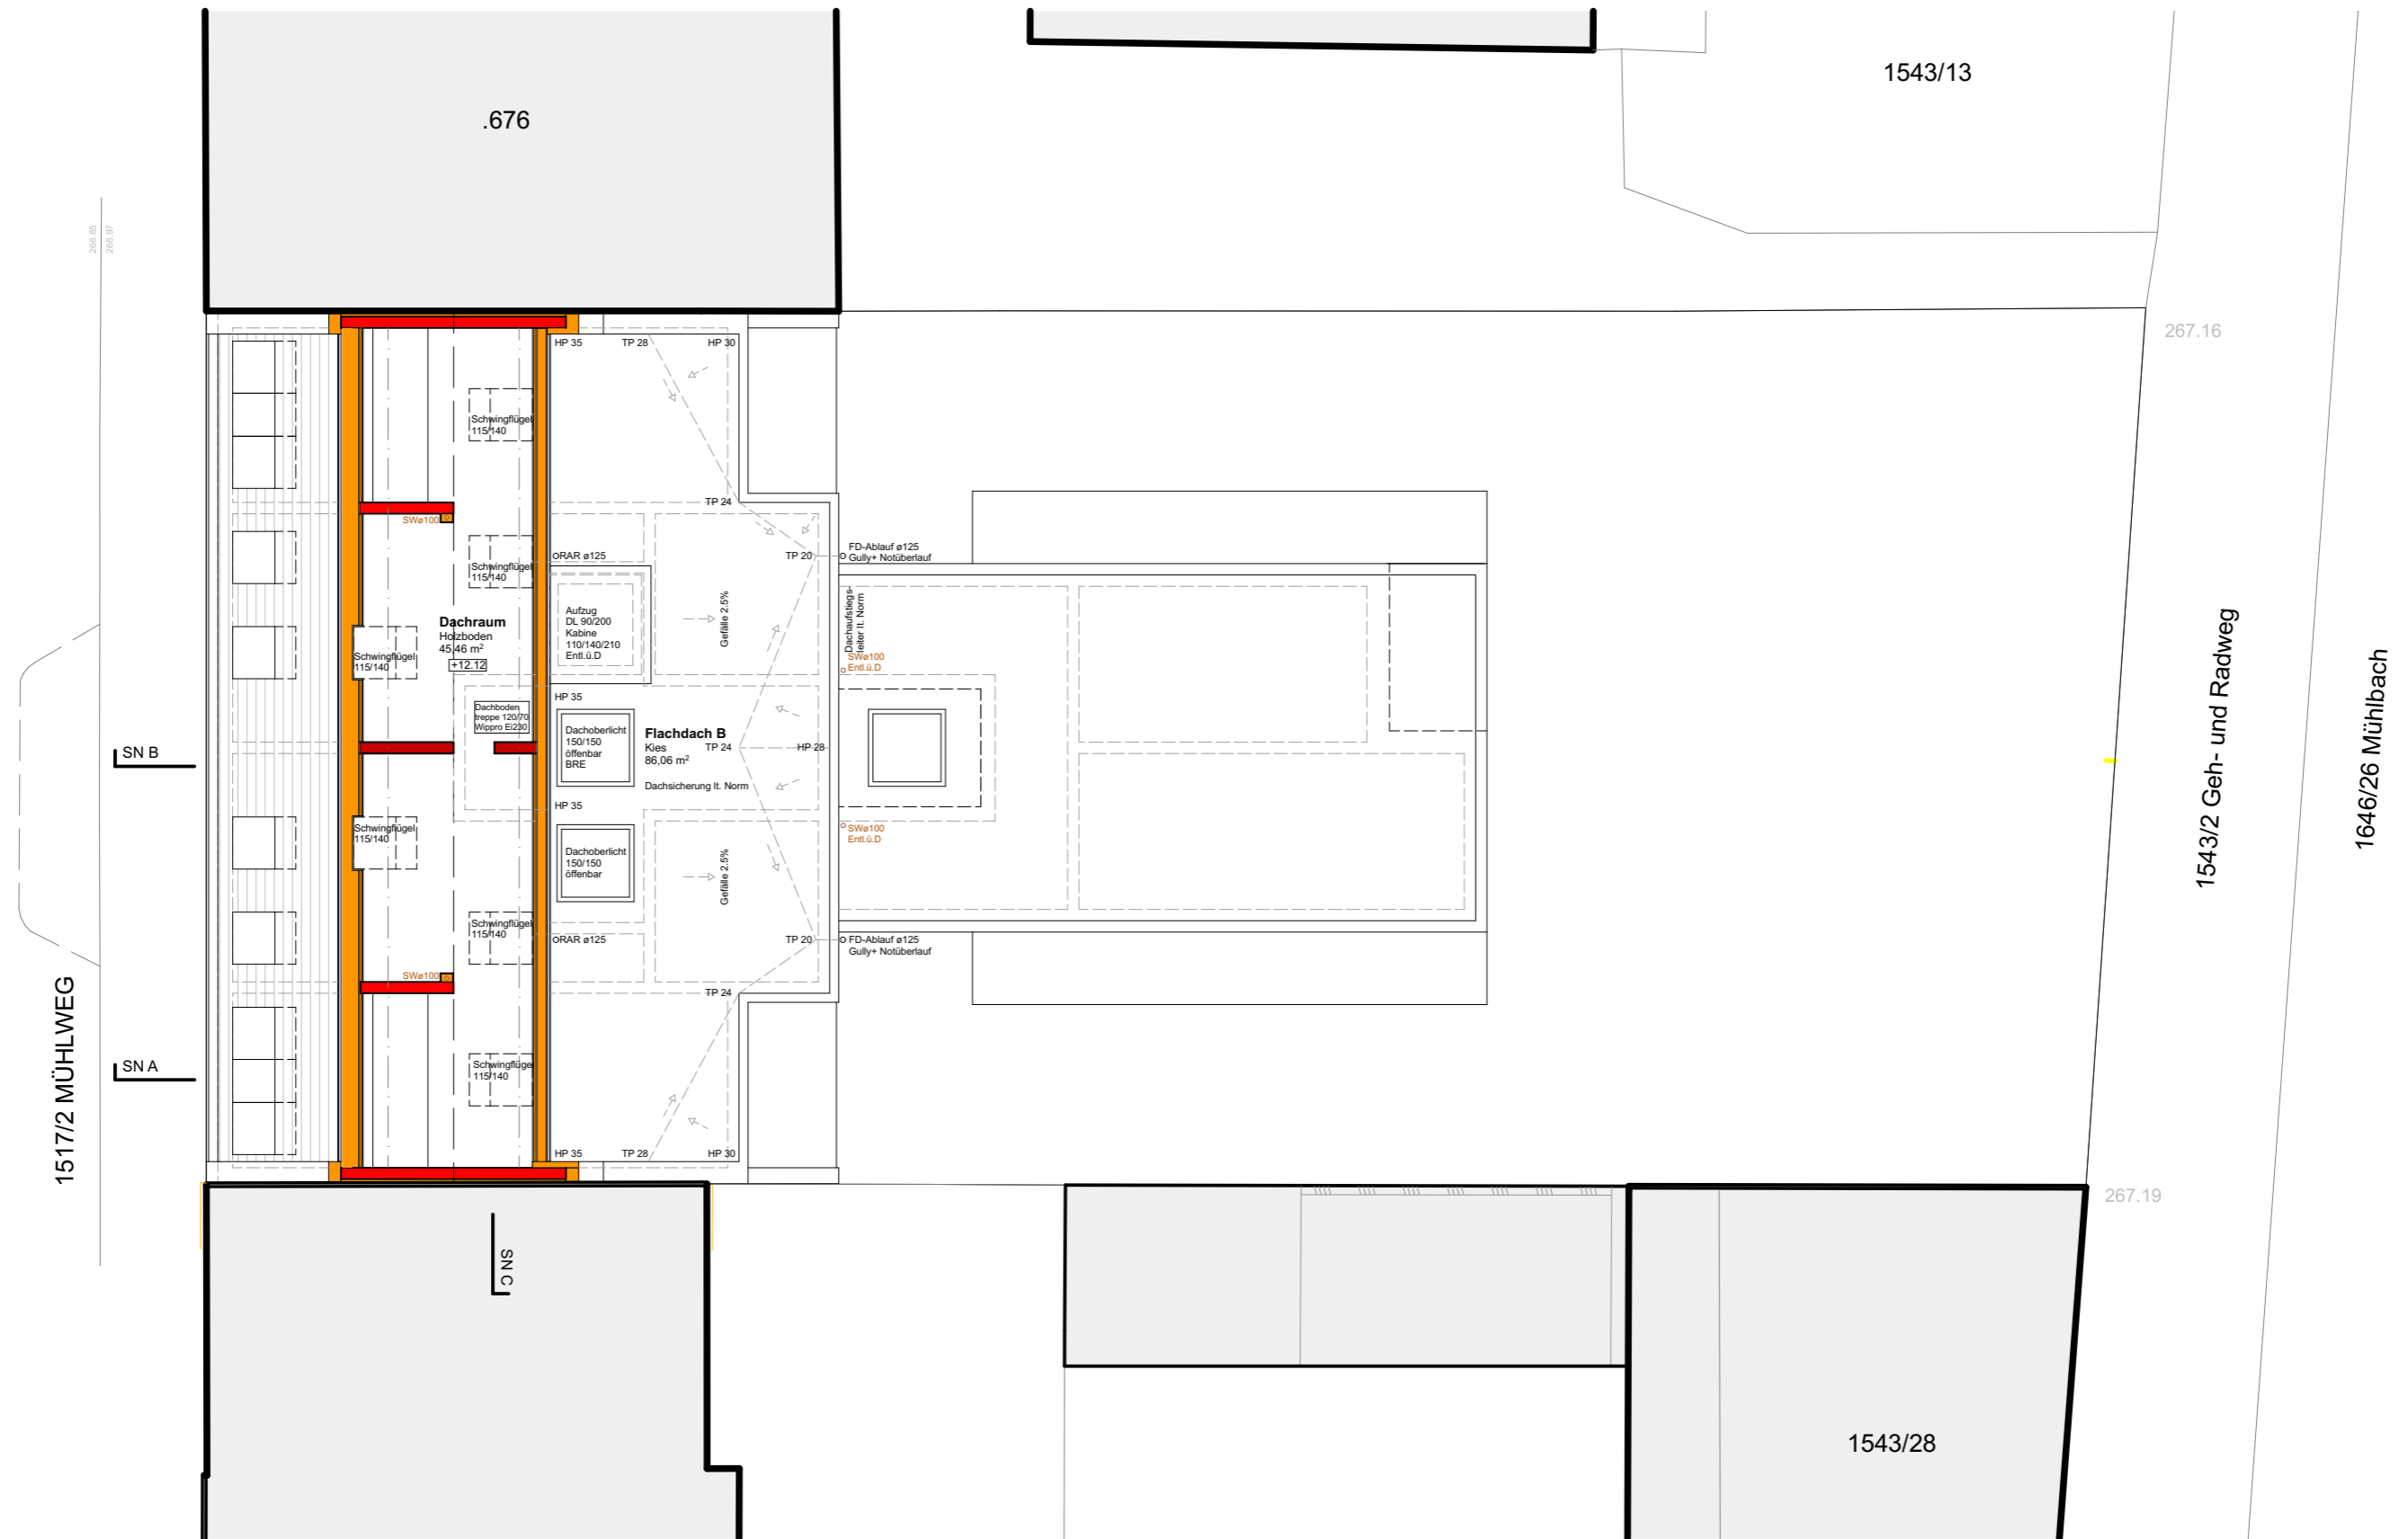 1543/13
.676
266.85
266.97
267.16
HP 35
TP 28
HP 30
Schwingflügel
115/140
TP 24
SWø100
ORAR ø125
TP 20
FD-Ablauf ø125
Gully+ Notüberlauf
Schwingflügel
115/140
Dachaufstiegs-
leiter lt. Norm
Gefälle 2.5%
Aufzug
DL 90/200
Kabine
110/140/210
Entl.ü.D
Dachraum
Holzboden
45,46 m²
+12.12
Schwingflügel
115/140
SWø100
Entl.ü.D
HP 35
Dachboden
treppe 120/70
Wippro Ei230
Dachoberlicht
150/150
öffenbar
BRE
Flachdach B
Kies
86,06 m²
TP 24
HP 28
Dachsicherung lt. Norm
SN B
HP 35
Schwingflügel
115/140
SWø100
Entl.ü.D
Dachoberlicht
150/150
öffenbar
Gefälle 2.5%
Schwingflügel
115/140
ORAR ø125
TP 20
FD-Ablauf ø125
Gully+ Notüberlauf
SWø100
TP 24
SN A
Schwingflügel
115/140
HP 35
TP 28
HP 30
1517/2 MÜHLWEG
1543/2 Geh- und Radweg
1646/26 Mühlbach
267.19
SN C
1543/28